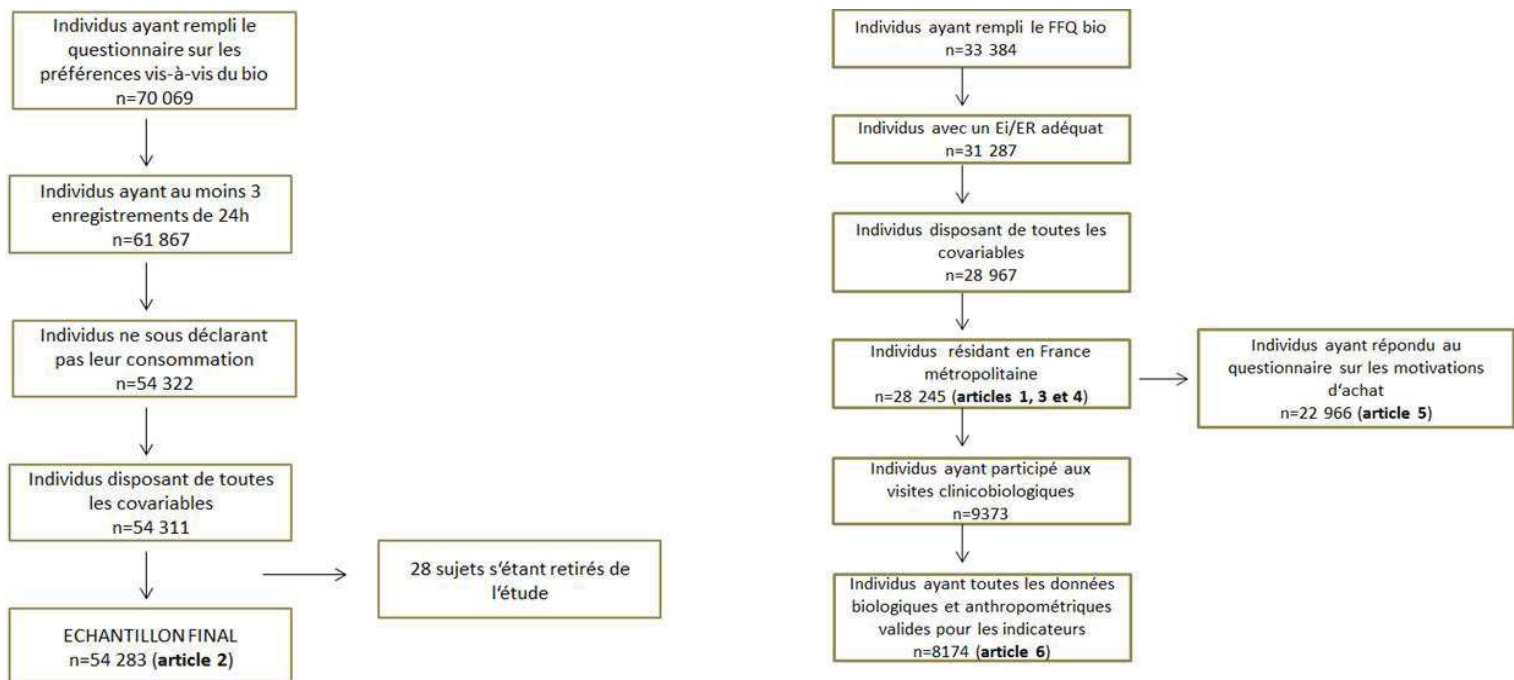 Individus ayant rempli le
questionnaire sur les
préférences vis-à-vis du bio
n=70 069
Individus ayant au moins 3
enregistrements de 24h
n=61 867
Individus ne sous déclarant
pas leur consommation
n=54 322
Individus disposant de toutes
les covariables
n=54 311
28 sujets s'étant retirés de
l'étude
ECHANTILLON FINAL
n=54 283 (article 2)
Individus ayant rempli le FFQ bio
n=33 384
Individus avec un Ei/ER adéquat
n=31 287
Individus disposant de toutes les
covariables
n=28 967
Individus résidant en France
métropolitaine
n=28 245 (articles 1, 3 et 4)
Individus ayant répondu au
questionnaire sur les motivations
d'achat
n=22 966 (article 5)
Individus ayant participé aux
visites clinicobiologiques
n=9373
Individus ayant toutes les données
biologiques et anthropométriques
valides pour les indicateurs
n=8174 (article 6)